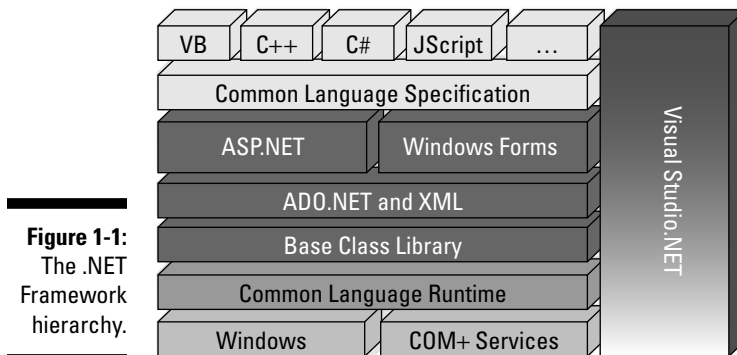 VB C++ C# JScript ...
Common Language Specification
ASP.NET Windows Forms
ADO.NET and XML
Base Class Library
Common Language Runtime
Windows COM+ Services
Visual Studio.NET
Figure 1-1:
The .NET
Framework
hierarchy.